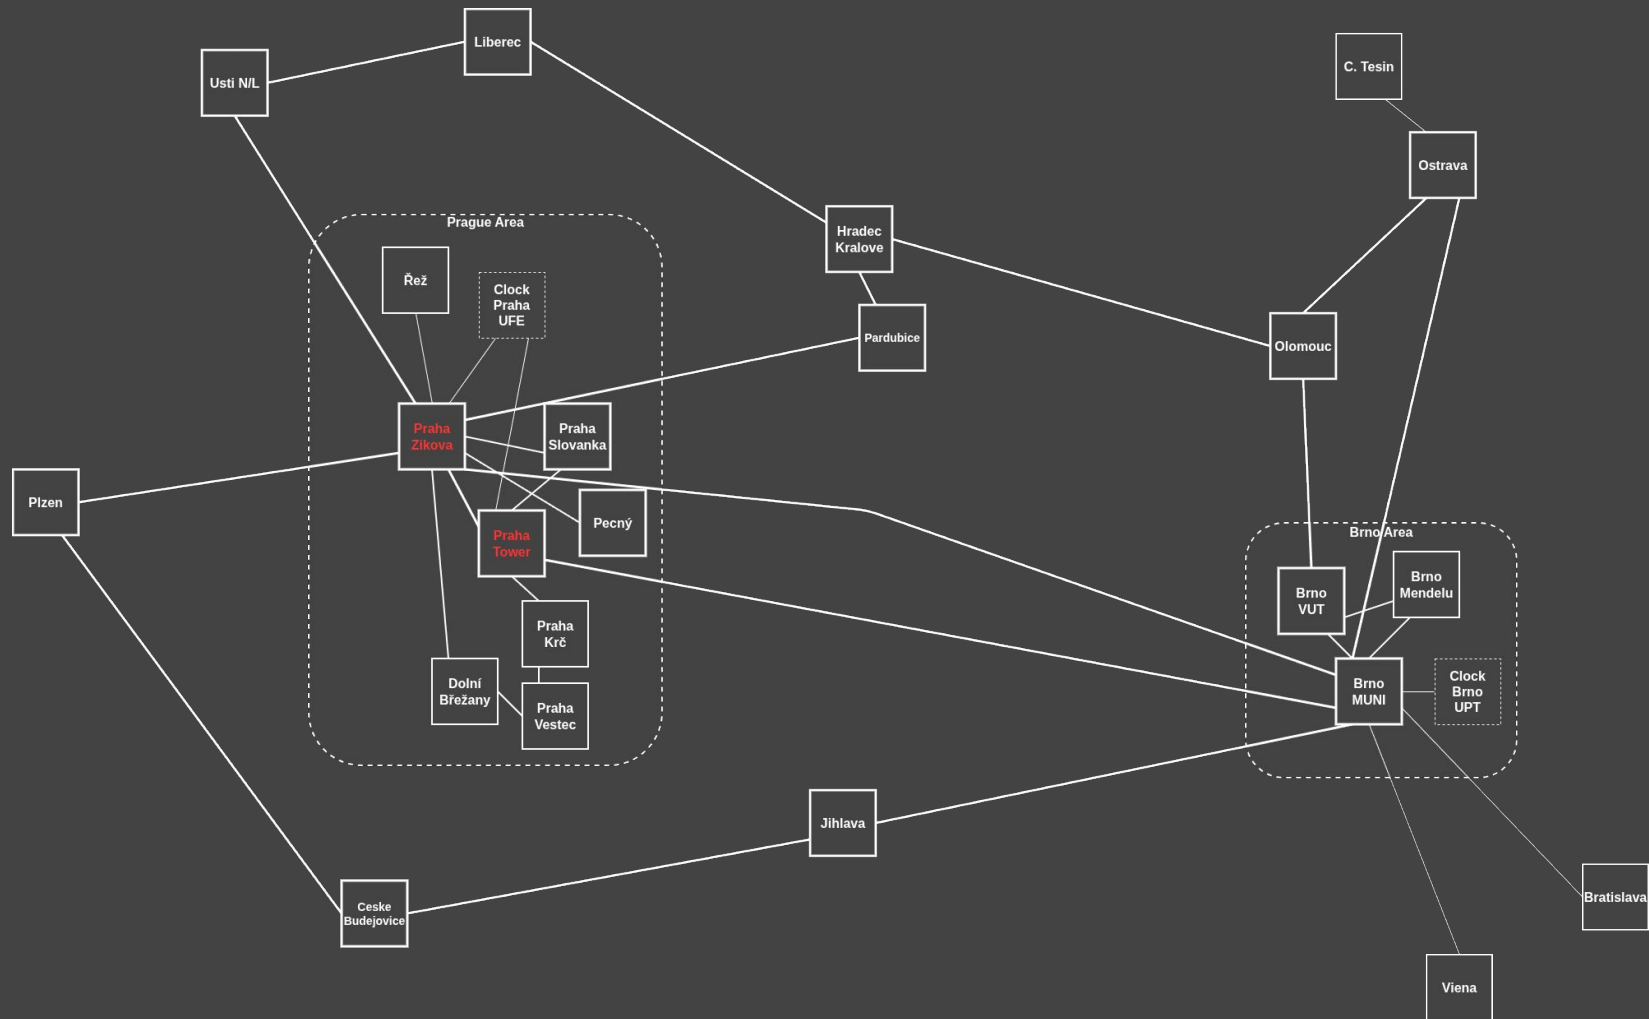 Liberec
Usti N/L
C. Tesin
Ostrava
Prague Area
Hradec
Kralove
Řež
Clock
Praha
UFE
Pardubice
Olomouc
Praha
Zikova
Praha
Slovanka
Plzen
Pecný
Praha
Tower
Brno Area
Brno
VUT
Brno
Mendelu
Praha
Krč
Dolní
Břežany
Praha
Vestec
Brno
MUNI
Clock
Brno
UPT
Jihlava
Ceske
Budejovice
Bratislava
Viena